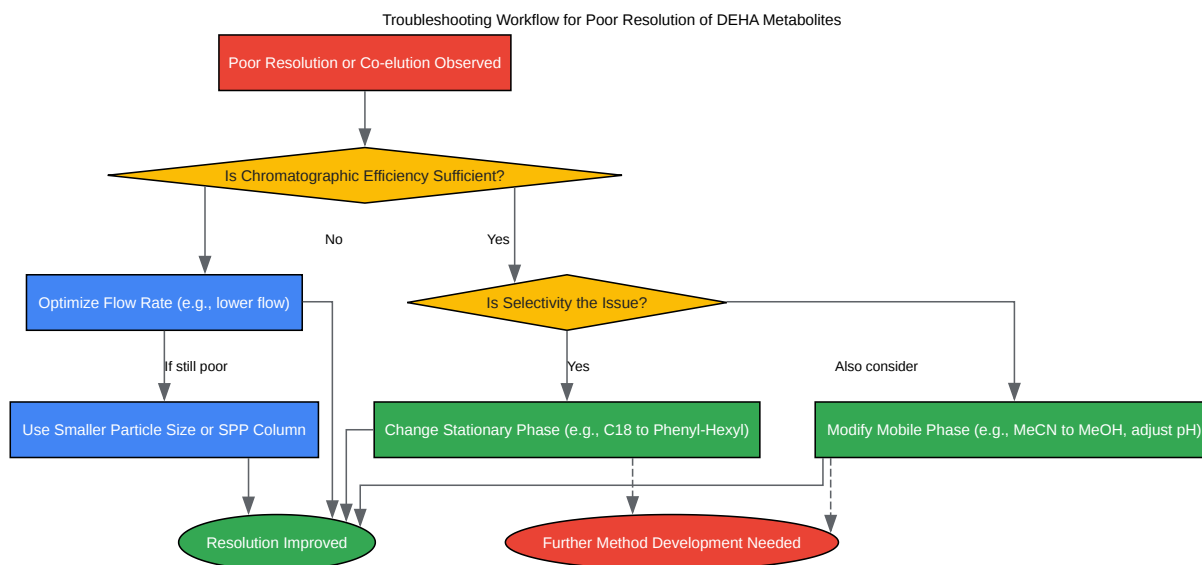 Troubleshooting Workflow for Poor Resolution of DEHA Metabolites
Poor Resolution or Co-elution Observed
Is Chromatographic Efficiency Sufficient?
No
Yes
Optimize Flow Rate (e.g., lower flow)
Is Selectivity the Issue?
If still poor
Yes
Also consider
Use Smaller Particle Size or SPP Column
Change Stationary Phase (e.g., C18 to Phenyl-Hexyl)
Modify Mobile Phase (e.g., MeCN to MeOH, adjust pH)
Resolution Improved
Further Method Development Needed